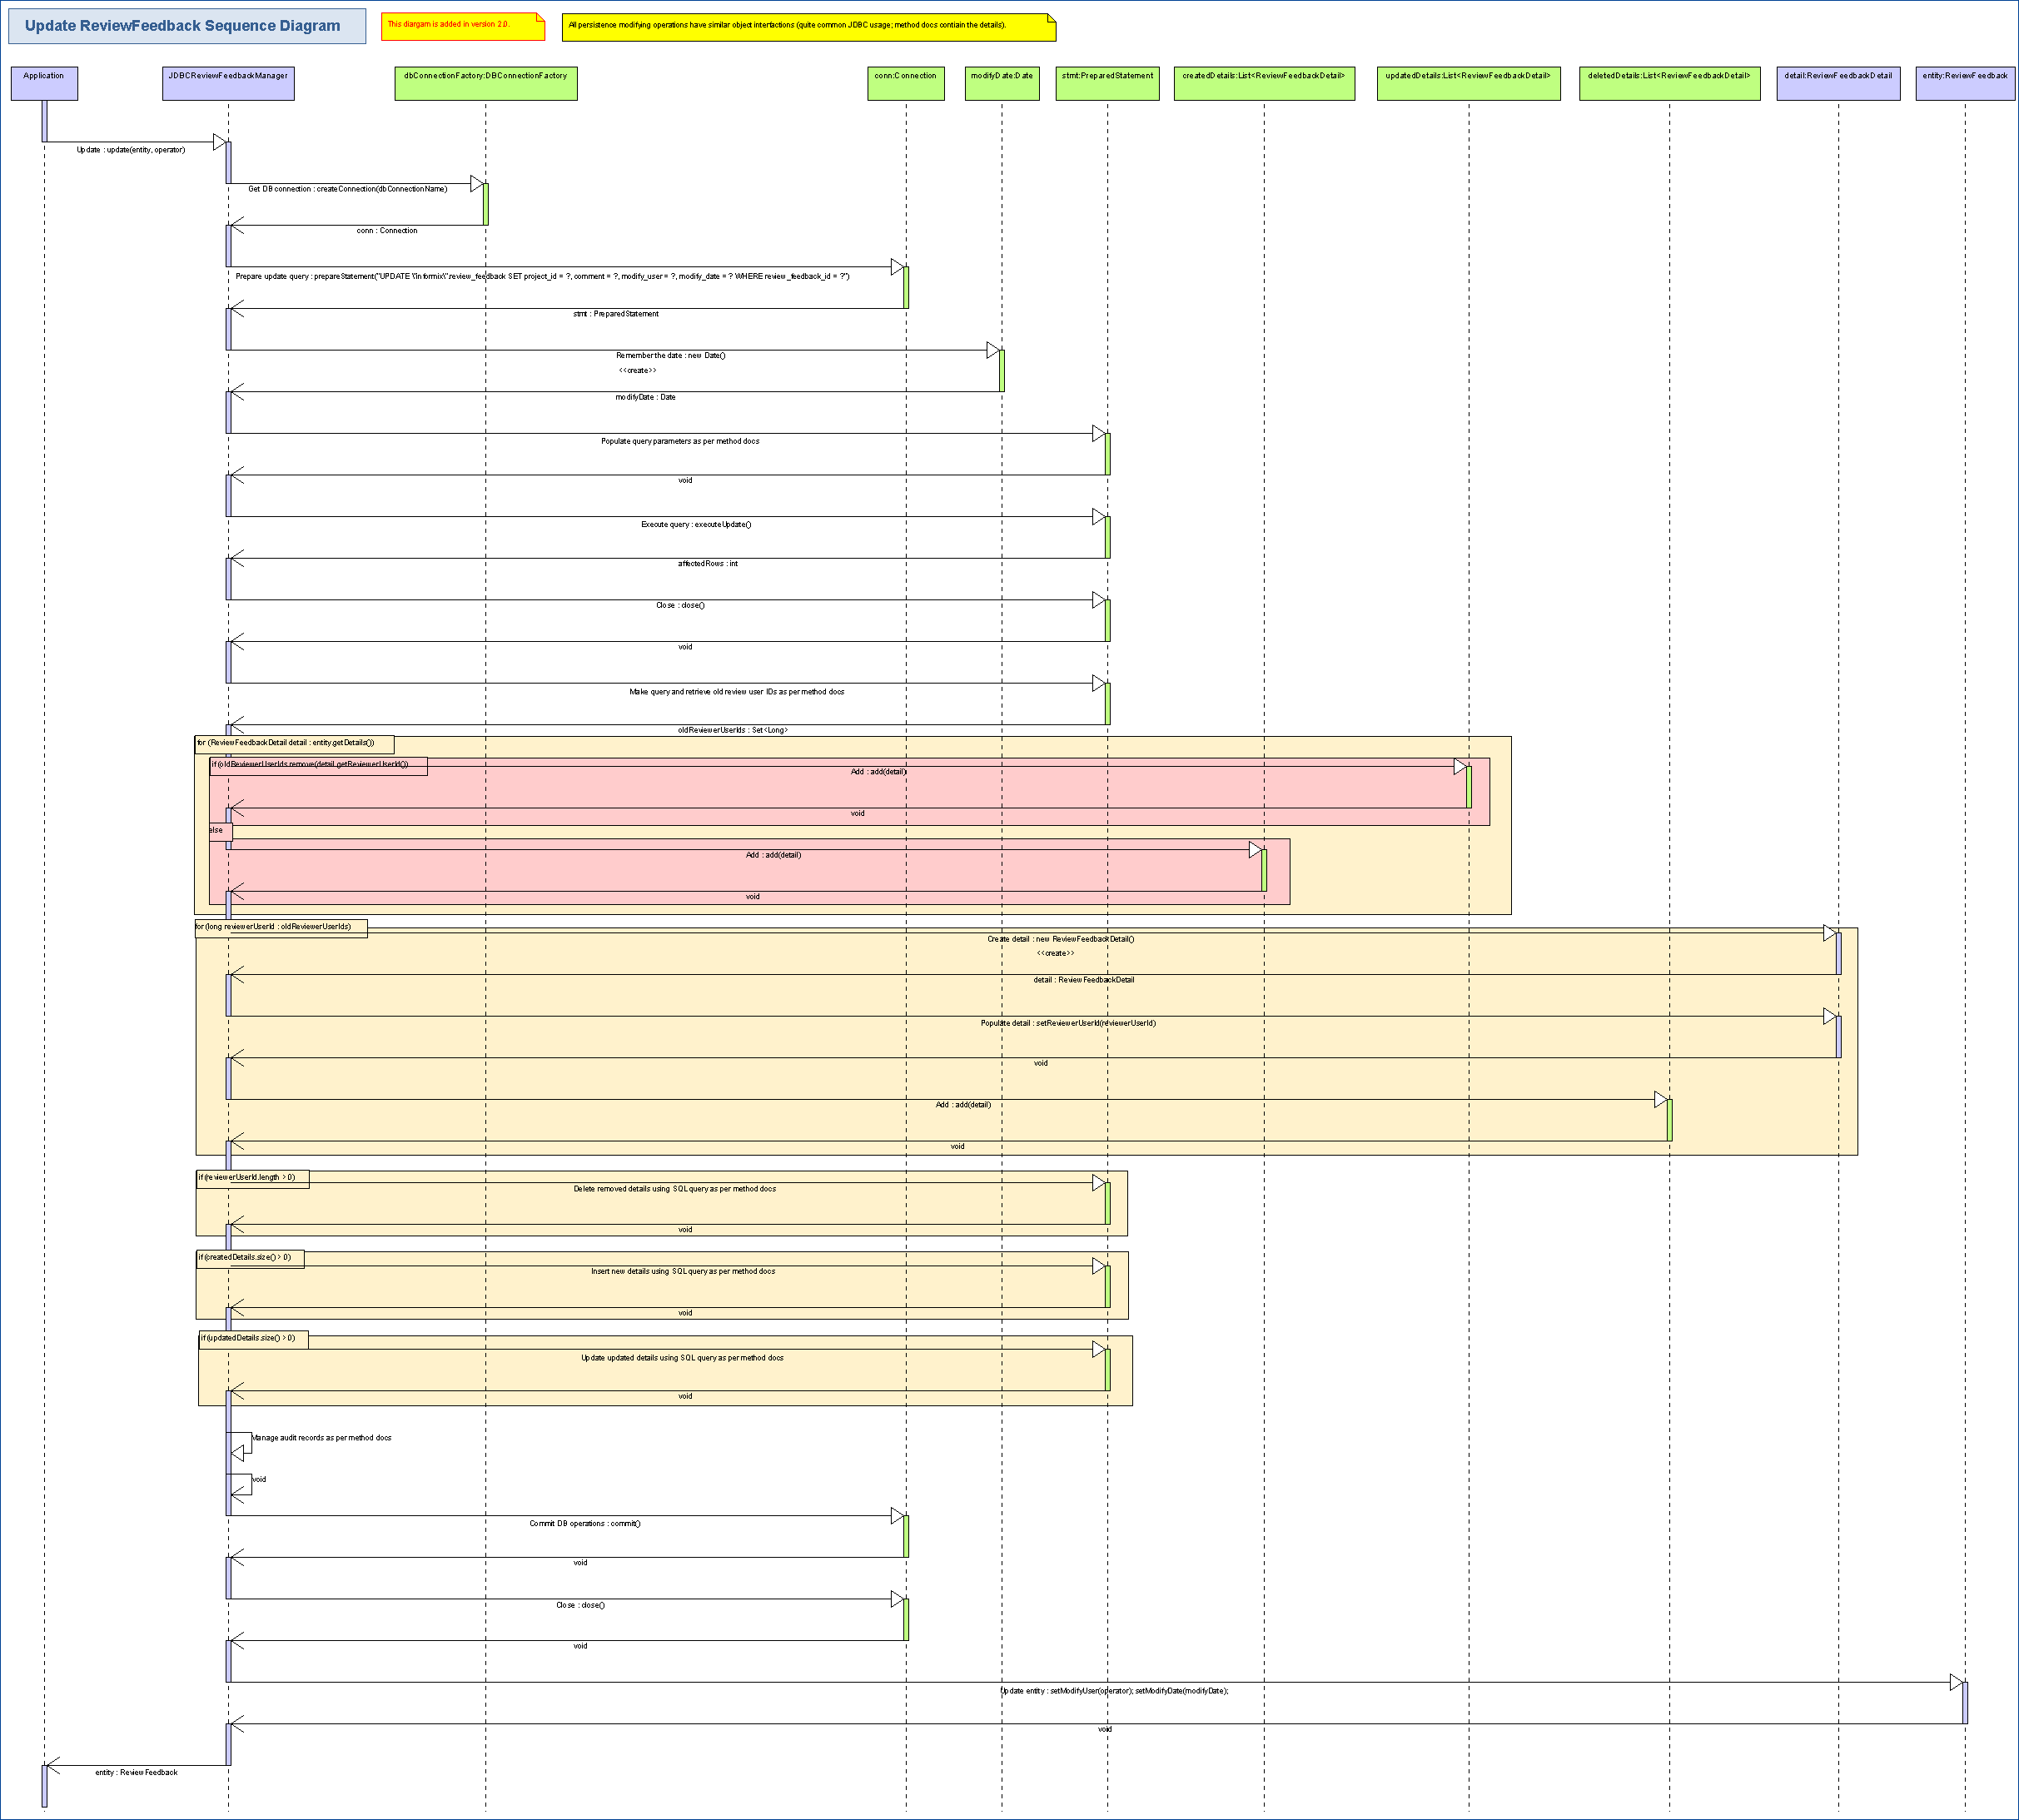 Update ReviewFeedback Sequence Diagram
This diargam is added in version 2.0.
All persistence modifying operations have similar object interfactions (quite common JDBC usage; method docs contiain the details).
Application
JDBCReviewFeedbackManager
dbConnectionFactory:DBConnectionFactory
conn:Connection
modifyDate:Date
stmt:PreparedStatement
createdDetails:List<ReviewFeedbackDetail>
updatedDetails:List<ReviewFeedbackDetail>
deletedDetails:List<ReviewFeedbackDetail>
detail:ReviewFeedbackDetail
entity:ReviewFeedback
Update : update(entity, operator)
Get DB connection : createConnection(dbConnectionName)
conn : Connection
Prepare update query : prepareStatement("UPDATE \"informix\".review_feedback SET project_id = ?, comment = ?, modify_user = ?, modify_date = ? WHERE review_feedback_id = ?")
stmt : PreparedStatement
Remember the date : new Date()
<<create>>
modifyDate : Date
Populate query parameters as per method docs
void
Execute query : executeUpdate()
affectedRows : int
Close : close()
void
Make query and retrieve old review user IDs as per method docs
oldReviewerUserIds : Set<Long>
for (ReviewFeedbackDetail detail : entity.getDetails())
if (oldReviewerUserIds.remove(detail.getReviewerUserId())
Add : add(detail)
void
else
Add : add(detail)
void
for (long reviewerUserId : oldReviewerUserIds)
Create detail : new ReviewFeedbackDetail()
<<create>>
detail : ReviewFeedbackDetail
Populate detail : setReviewerUserId(reviewerUserId)
void
Add : add(detail)
void
if (reviewerUserId.length > 0)
Delete removed details using SQL query as per method docs
void
if (createdDetails.size() > 0)
Insert new details using SQL query as per method docs
void
if (updatedDetails.size() > 0)
Update updated details using SQL query as per method docs
void
Manage audit records as per method docs
void
Commit DB operations : commit()
void
Close : close()
void
Update entity : setModifyUser(operator); setModifyDate(modifyDate);
void
entity : ReviewFeedback